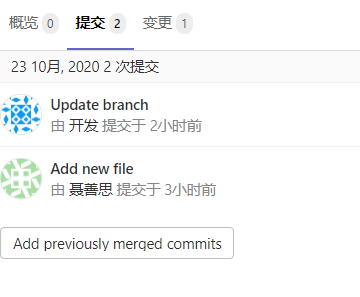 概览 0 提交 2 变更 1
23 10月, 2020 2 次提交
Update branch
由 开发 提交于 2小时前
Add new file
由 聂善思 提交于 3小时前
Add previously merged commits